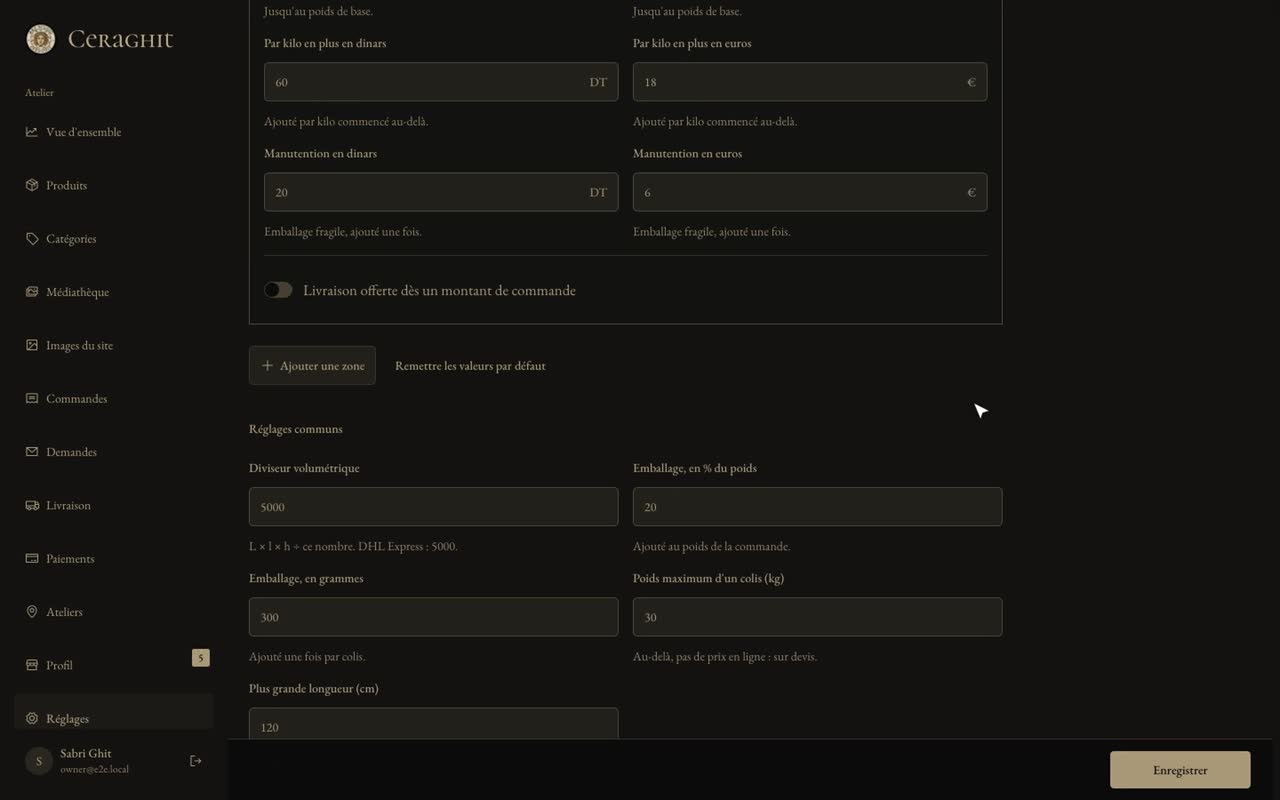 Ceraghit
Atelier
Vue d'ensemble
Produits
Catégories
Médiathèque
Images du site
Commandes
Demandes
Livraison
Paiements
Ateliers
Profil
5
Réglages
S
Sabri Ghit
owner@e2e.local
Jusqu'au poids de base.
Jusqu'au poids de base.
Par kilo en plus en dinars
Par kilo en plus en euros
60 DT
18 €
Ajouté par kilo commencé au-delà.
Ajouté par kilo commencé au-delà.
Manutention en dinars
Manutention en euros
20 DT
6 €
Emballage fragile, ajouté une fois.
Emballage fragile, ajouté une fois.
Livraison offerte dès un montant de commande
Ajouter une zone
Remettre les valeurs par défaut
Réglages communs
Diviseur volumétrique
Emballage, en % du poids
5000
20
L × l × h ÷ ce nombre. DHL Express : 5000.
Ajouté au poids de la commande.
Emballage, en grammes
Poids maximum d'un colis (kg)
300
30
Ajouté une fois par colis.
Au-delà, pas de prix en ligne : sur devis.
Plus grande longueur (cm)
120
Enregistrer